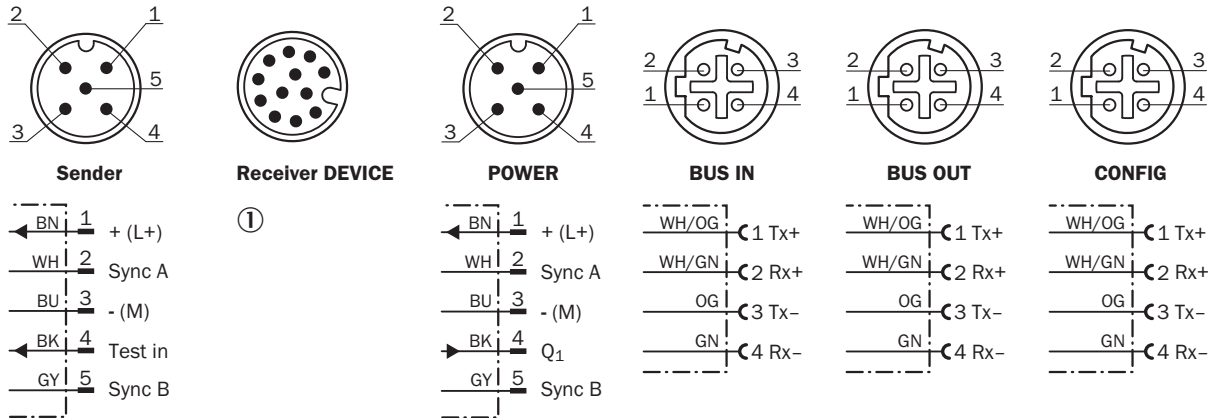 2 1
5
3 4
Sender
BN 1 + (L+)
WH 2 Sync A
BU 3 - (M)
BK 4 Test in
GY 5 Sync B
Receiver DEVICE
①
2 1
5
3 4
POWER
BN 1 + (L+)
WH 2 Sync A
BU 3 - (M)
BK 4 Q₁
GY 5 Sync B
2 3
1 4
BUS IN
WH/OG 1 Tx+
WH/GN 2 Rx+
OG 3 Tx–
GN 4 Rx–
2 3
1 4
BUS OUT
WH/OG 1 Tx+
WH/GN 2 Rx+
OG 3 Tx–
GN 4 Rx–
2 3
1 4
CONFIG
WH/OG 1 Tx+
WH/GN 2 Rx+
OG 3 Tx–
GN 4 Rx–